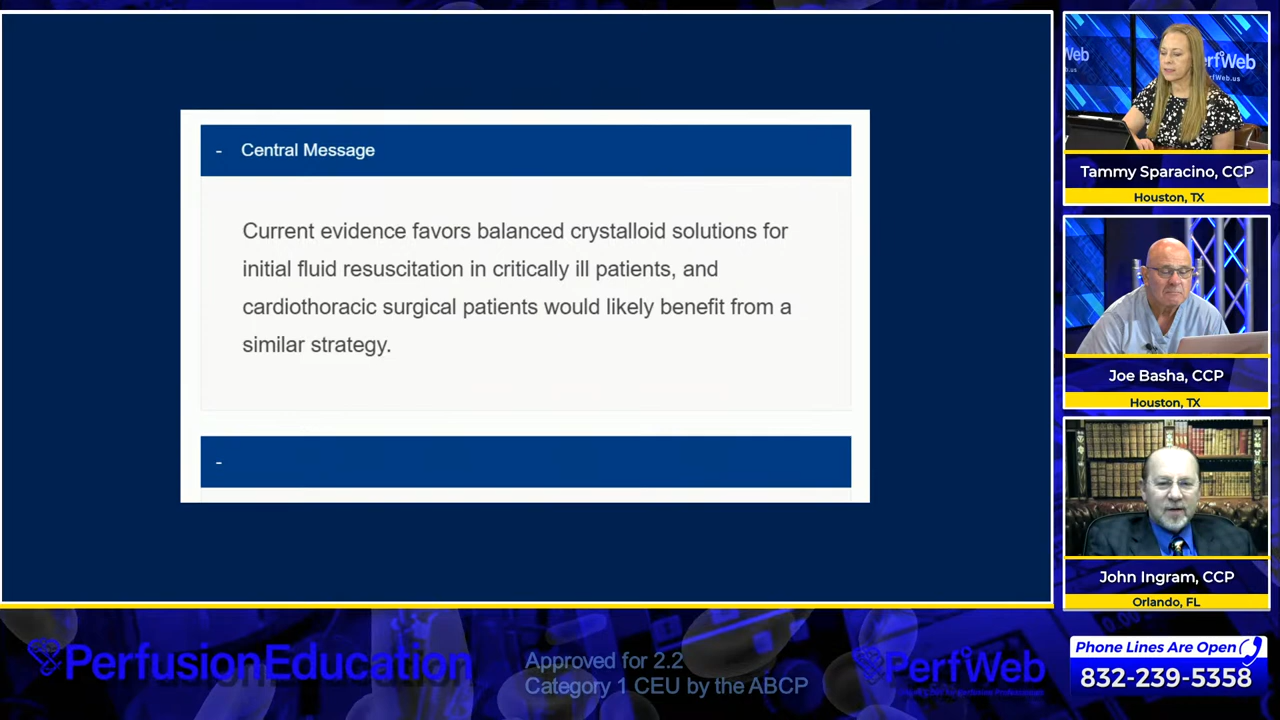 - Central Message
Current evidence favors balanced crystalloid solutions for
initial fluid resuscitation in critically ill patients, and
cardiothoracic surgical patients would likely benefit from a
similar strategy.
-
PerfWeb
Tammy Sparacino, CCP
Houston, TX
Joe Basha, CCP
Houston, TX
John Ingram, CCP
Orlando, FL
Phone Lines Are Open
832-239-5358
PerfusionEducation
Approved for 2.2
Category 1 CEU by the ABCP
PerfWeb